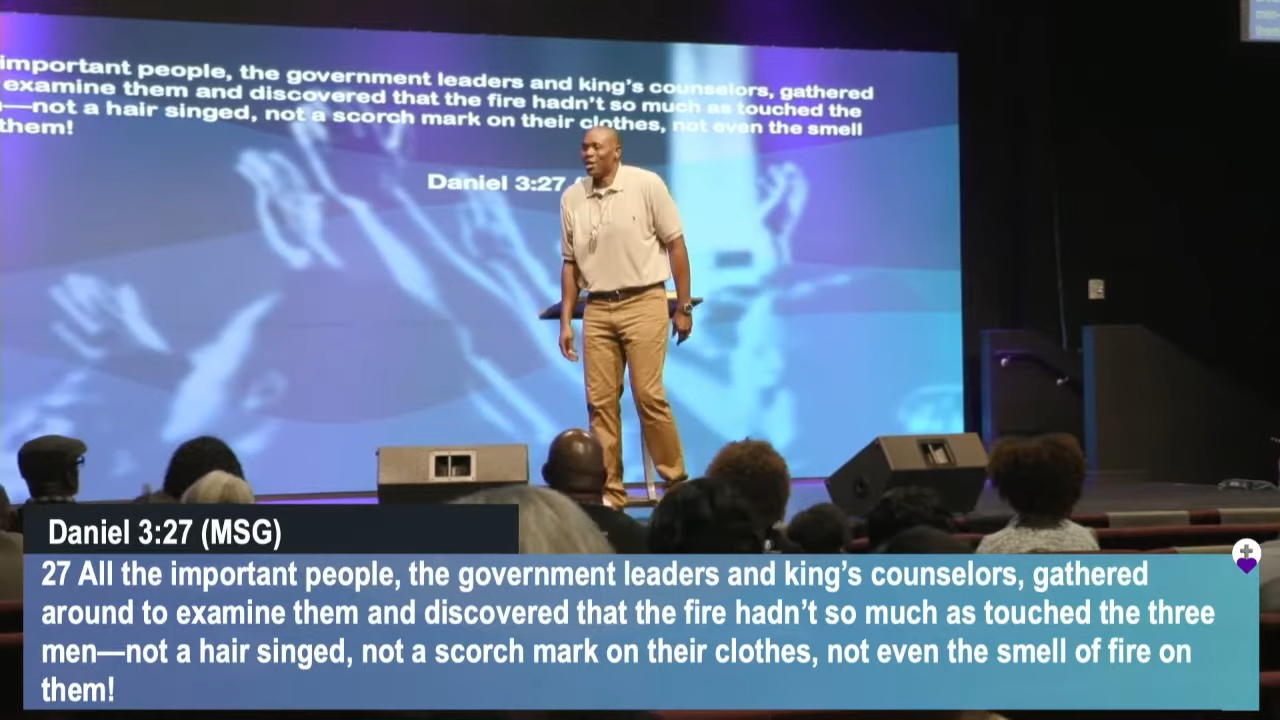 important people, the government leaders and king's counselors, gathered
examine them and discovered that the fire hadn't so much as touched the
—not a hair singed, not a scorch mark on their clothes, not even the smell
them!
Daniel 3:27
Daniel 3:27 (MSG)
27 All the important people, the government leaders and king's counselors, gathered
around to examine them and discovered that the fire hadn't so much as touched the three
men—not a hair singed, not a scorch mark on their clothes, not even the smell of fire on
them!